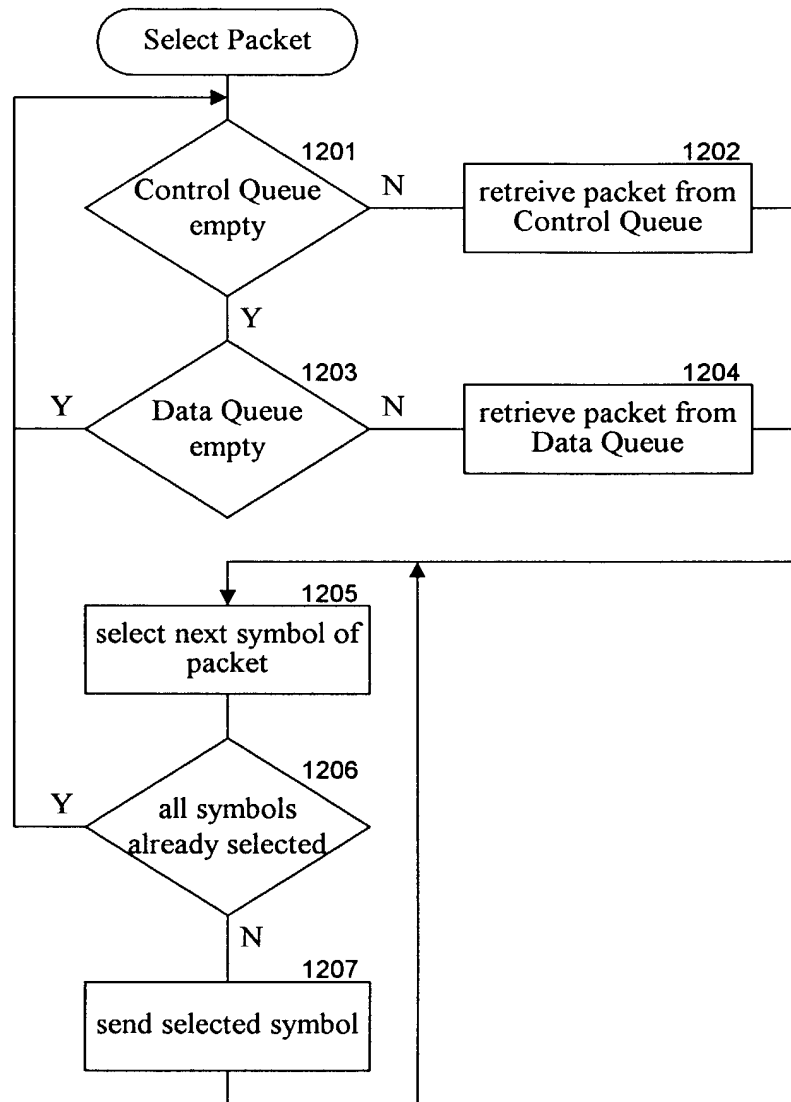 Select Packet
1201
Control Queue
empty
N
1202
retreive packet from
Control Queue
Y
1203
Data Queue
empty
Y
N
1204
retrieve packet from
Data Queue
1205
select next symbol of
packet
1206
all symbols
already selected
Y
N
1207
send selected symbol